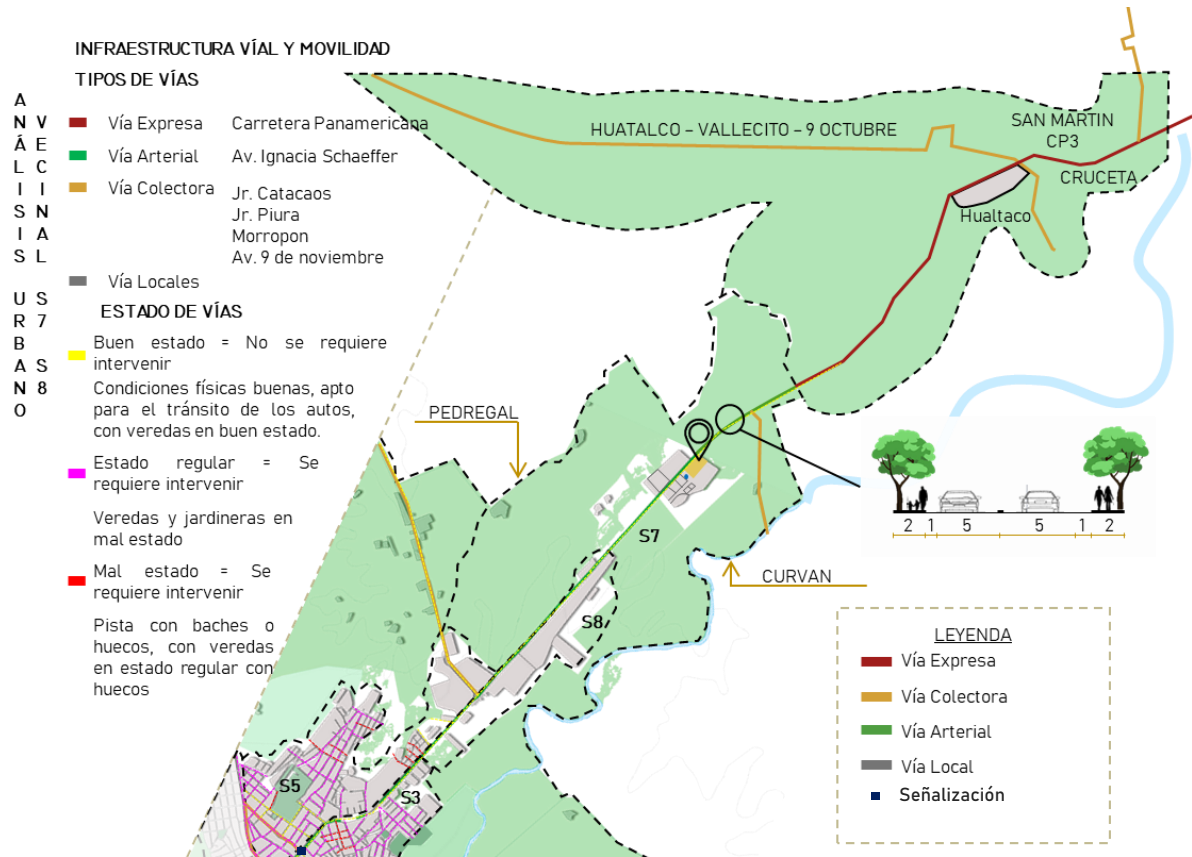 ANÁLISIS URBANO
VECINAL S7 S8
INFRAESTRUCTURA VÍAL Y MOVILIDAD
TIPOS DE VÍAS
Vía Expresa Carretera Panamericana
Vía Arterial Av. Ignacia Schaeffer
Vía Colectora
Jr. Catacaos
Jr. Piura
Morropon
Av. 9 de noviembre
Vía Locales
ESTADO DE VÍAS
Buen estado = No se requiere
intervenir
Condiciones físicas buenas, apto
para el tránsito de los autos,
con veredas en buen estado.
Estado regular = Se
requiere intervenir
Veredas y jardineras en
mal estado
Mal estado = Se
requiere intervenir
Pista con baches o
huecos, con veredas
en estado regular con
huecos
HUATALCO – VALLECITO – 9 OCTUBRE
SAN MARTIN
CP3
CRUCETA
Hualtaco
PEDREGAL
S7
CURVAN
S8
S5
S3
2 1 5 5 1 2
LEYENDA
Vía Expresa
Vía Colectora
Vía Arterial
Vía Local
Señalización